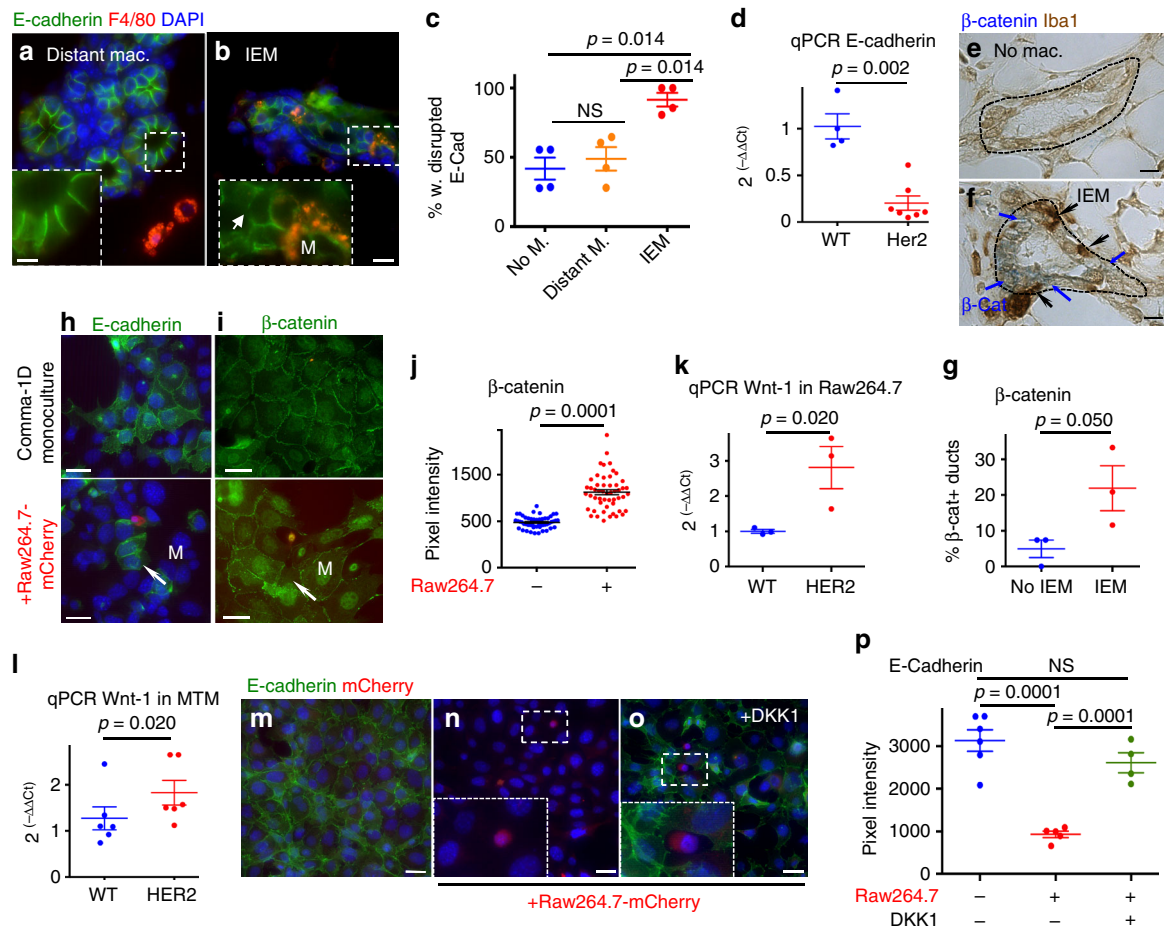 E-cadherin F4/80 DAPI
a Distant mac.
b IEM
M
c
p = 0.014
p = 0.014
NS
% w. disrupted
E-Cad
100
50
0
No M.
Distant M.
IEM
d
qPCR E-cadherin
p = 0.002
2 (−ΔΔCt)
1
0.5
0
WT Her2
β-catenin Iba1
e No mac.
f
IEM
β-Cat
h
E-cadherin
i
β-catenin
Comma-1D
monoculture
+Raw264.7-
mCherry
M
M
j
β-catenin
p = 0.0001
Pixel intensity
1500
500
0
Raw264.7 − +
k
qPCR Wnt-1 in Raw264.7
p = 0.020
2 (−ΔΔCt)
3
2
1
0
WT HER2
g
β-catenin
p = 0.050
% β-cat+ ducts
40
30
20
10
0
No IEM IEM
l
qPCR Wnt-1 in MTM
p = 0.020
2 (−ΔΔCt)
2
1
0
WT HER2
E-cadherin mCherry
m
n
o
+DKK1
+Raw264.7-mCherry
p
E-Cadherin
NS
p = 0.0001
p = 0.0001
Pixel intensity
3000
2000
1000
0
Raw264.7 − + +
DKK1 − − +